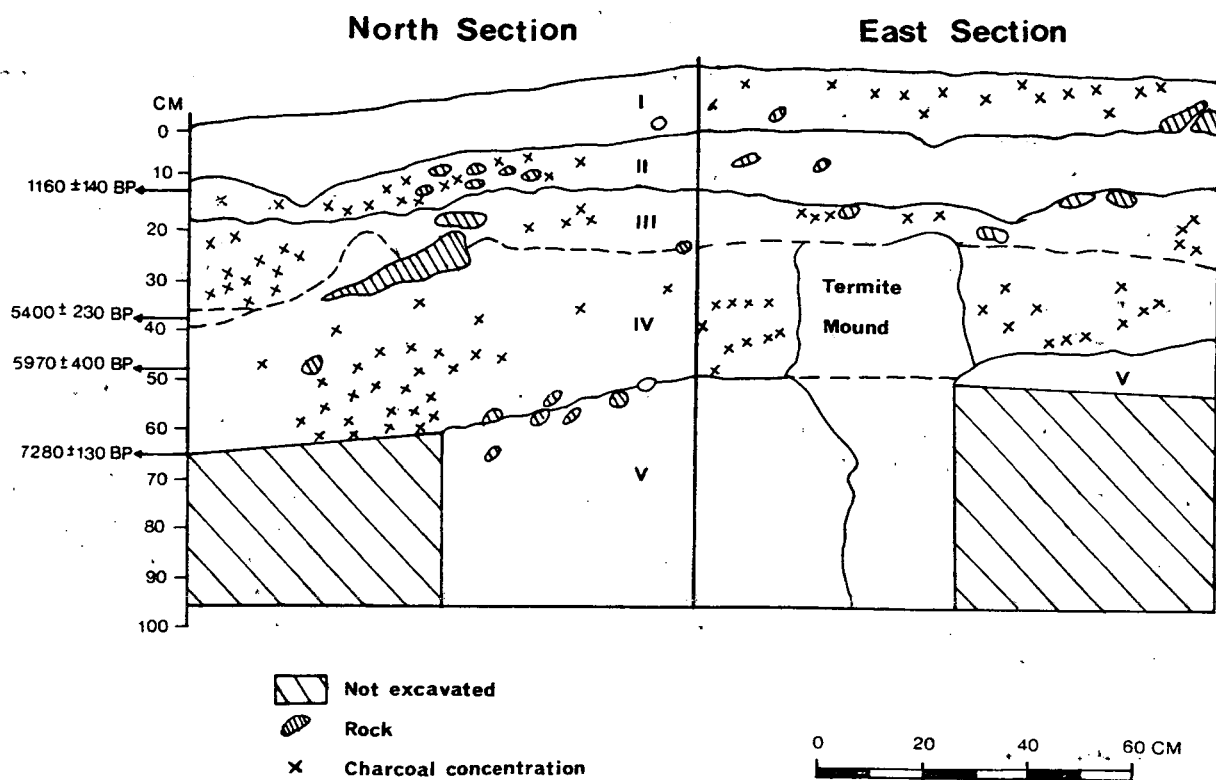 North Section
East Section
CM
0
10
1160 ± 140 BP
20
30
5400 ± 230 BP
40
5970 ± 400 BP
50
60
7280 ± 130 BP
70
80
90
100
I
II
III
IV
V
Termite
Mound
V
Not excavated
Rock
Charcoal concentration
0 20 40 60 CM